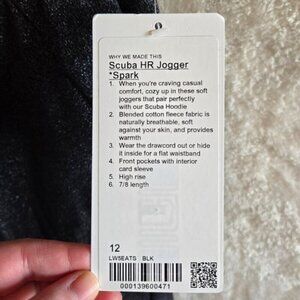 WHY WE MADE THIS
Scuba HR Jogger
*Spark
1. When you're craving casual
comfort, cozy up in these soft
joggers that pair perfectly
with our Scuba Hoodie
2. Blended cotton fleece fabric is
naturally breathable, soft
against your skin, and provides
warmth
3. Wear the drawcord out or hide
it inside for a flat waistband
4. Front pockets with interior
card sleeve
5. High rise
6. 7/8 length
12
LW5EATS BLK
0000139600471